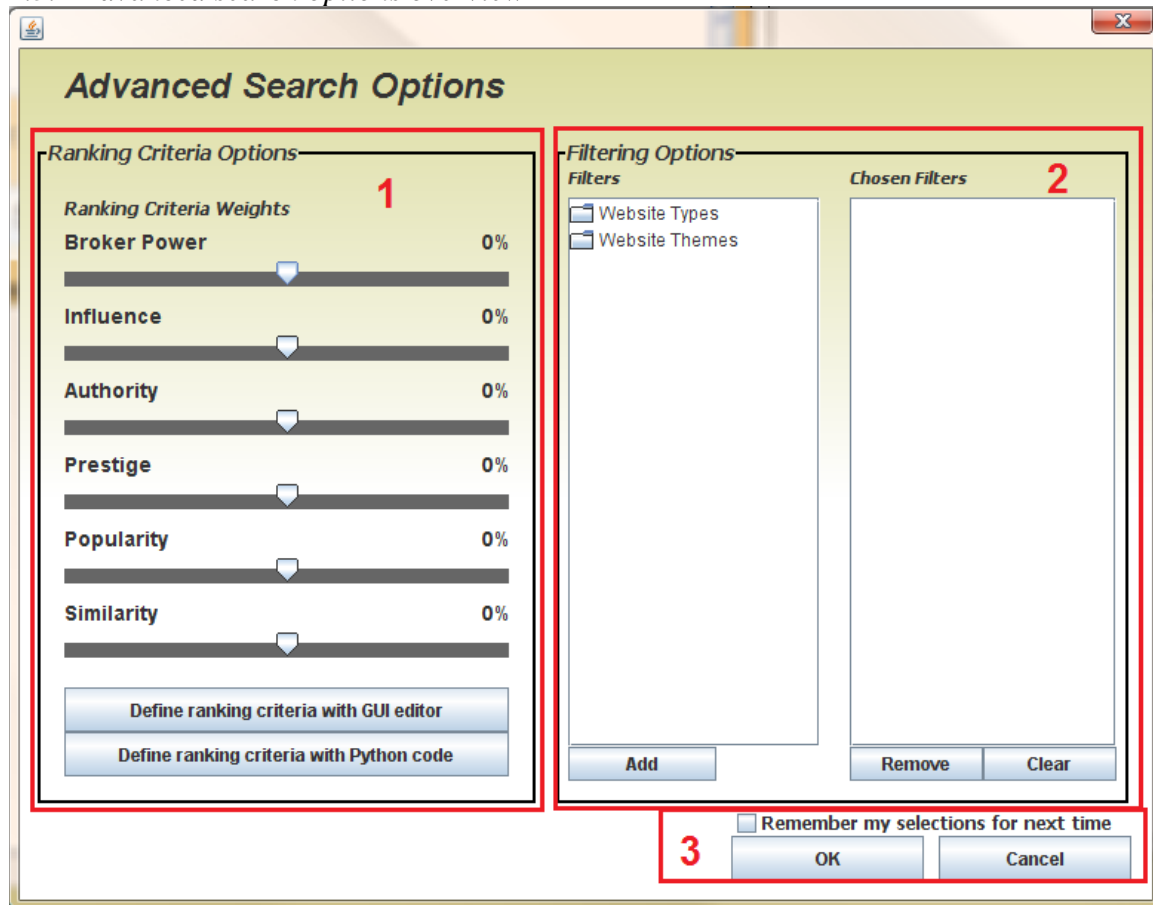 Advanced Search Options
Ranking Criteria Options
1
Ranking Criteria Weights
Broker Power 0%
Influence 0%
Authority 0%
Prestige 0%
Popularity 0%
Similarity 0%
Define ranking criteria with GUI editor
Define ranking criteria with Python code
Filtering Options
2
Filters Chosen Filters
Website Types
Website Themes
Add Remove Clear
Remember my selections for next time
3
OK Cancel